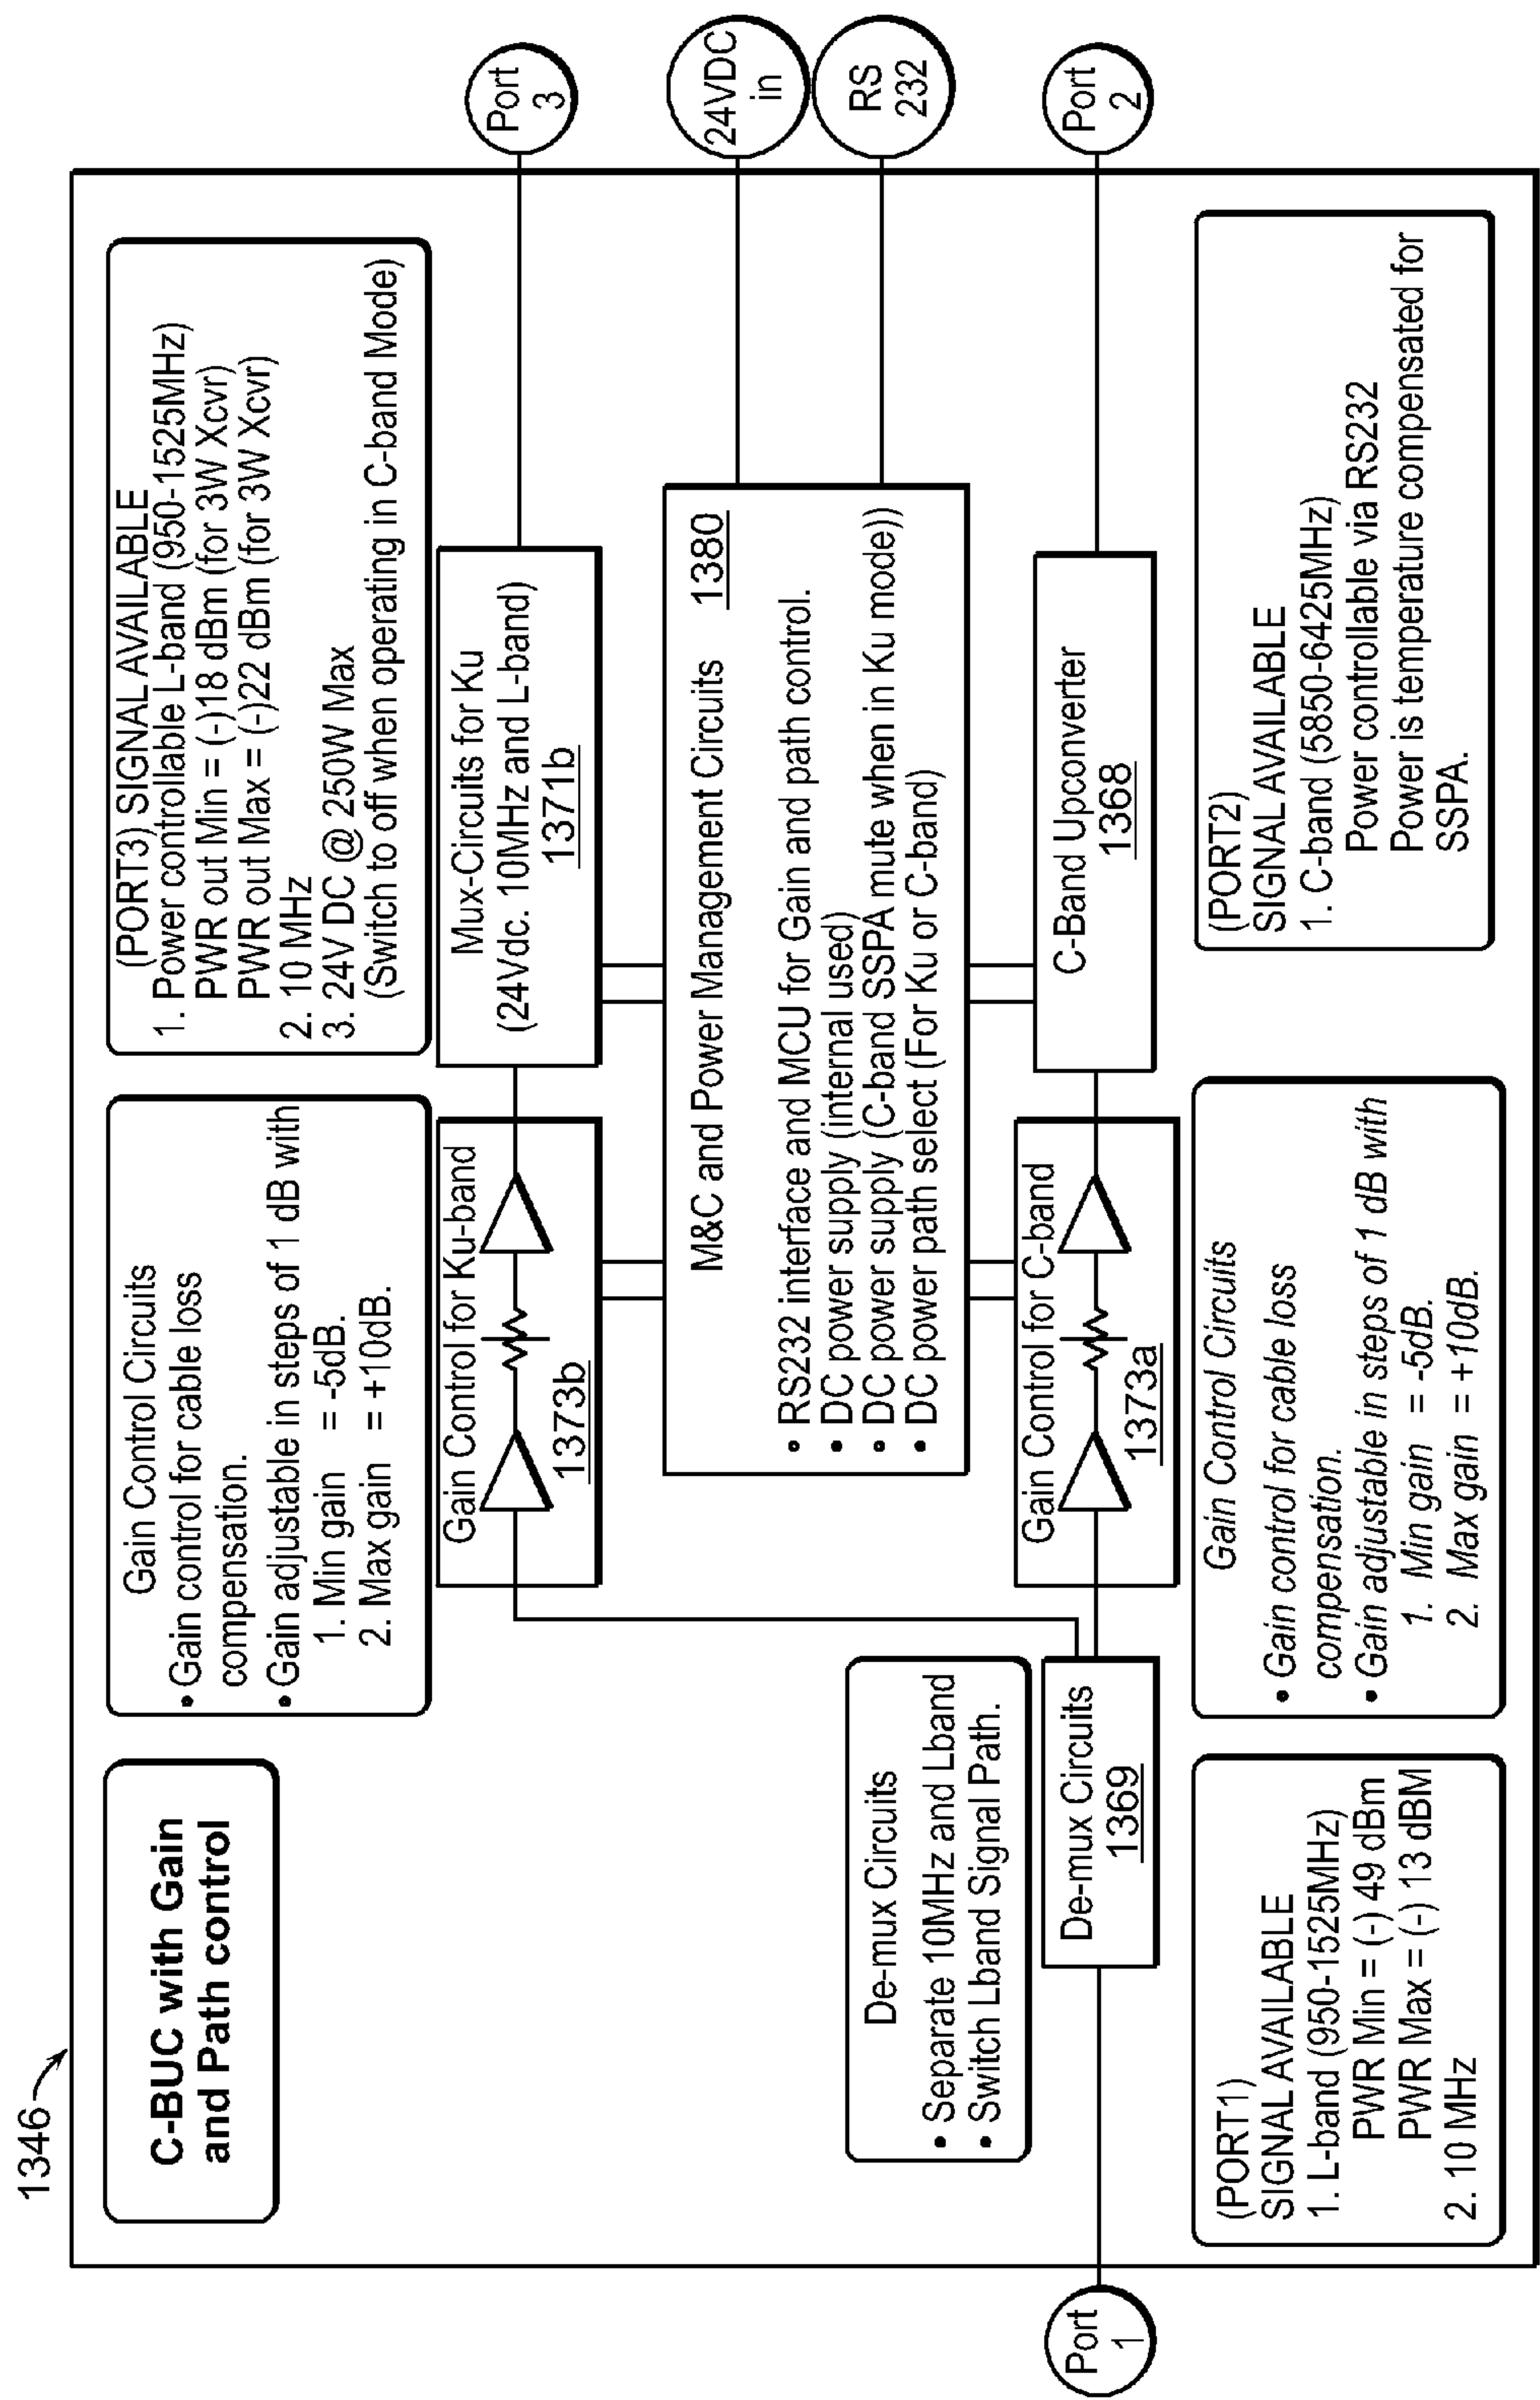 1346
C-BUC with Gain
and Path control
Gain Control Circuits
• Gain control for cable loss
compensation.
• Gain adjustable in steps of 1 dB with
1. Min gain = -5dB.
2. Max gain = +10dB.
(PORT3) SIGNAL AVAILABLE
1. Power controllable L-band (950-1525MHz)
PWR out Min = (-)18 dBm (for 3W Xcvr)
PWR out Max = (-)22 dBm (for 3W Xcvr)
2. 10 MHz
3. 24V DC @ 250W Max
(Switch to off when operating in C-band Mode)
Gain Control for Ku-band
1373b
Mux-Circuits for Ku
(24Vdc. 10MHz and L-band)
1371b
Port
3
M&C and Power Management Circuits 1380
• RS232 interface and MCU for Gain and path control.
• DC power supply (internal used)
• DC power supply (C-band SSPA mute when in Ku mode))
• DC power path select (For Ku or C-band)
24VDC
in
RS
232
De-mux Circuits
• Separate 10MHz and Lband
• Switch Lband Signal Path.
Port
1
De-mux Circuits
1369
Gain Control for C-band
1373a
C-Band Upconverter
1368
Port
2
(PORT1)
SIGNAL AVAILABLE
1. L-band (950-1525MHz)
PWR Min = (-) 49 dBm
PWR Max = (-) 13 dBM
2. 10 MHz
Gain Control Circuits
• Gain control for cable loss
compensation.
• Gain adjustable in steps of 1 dB with
1. Min gain = -5dB.
2. Max gain = +10dB.
(PORT2)
SIGNAL AVAILABLE
1. C-band (5850-6425MHz)
Power controllable via RS232
Power is temperature compensated for
SSPA.